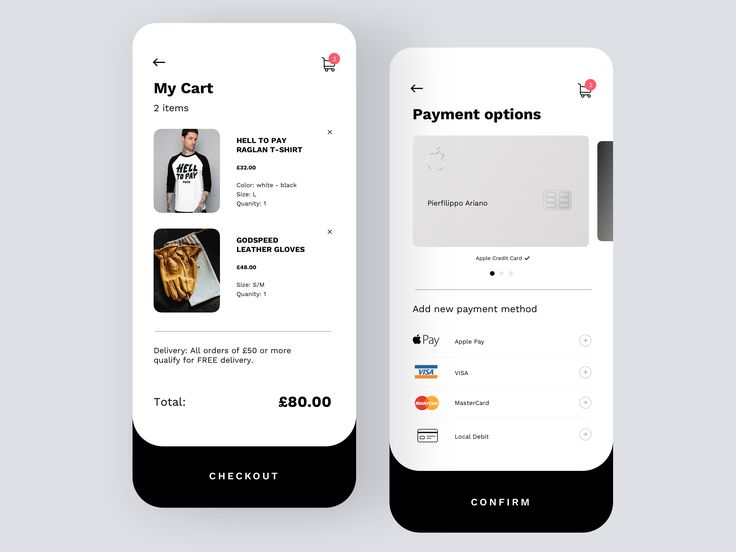 2
My Cart
2 items
HELL TO PAY
RAGLAN T-SHIRT
£32.00
Color: white - black
Size: L
Quanity: 1
HELL
TO PAY
GODSPEED
LEATHER GLOVES
£48.00
Size: S/M
Quanity: 1
Delivery: All orders of £50 or more
qualify for FREE delivery.
Total: £80.00
CHECKOUT
2
Payment options
Pierfilippo Ariano
Apple Credit Card
Add new payment method
Pay Apple Pay
VISA VISA
MasterCard MasterCard
Local Debit
CONFIRM